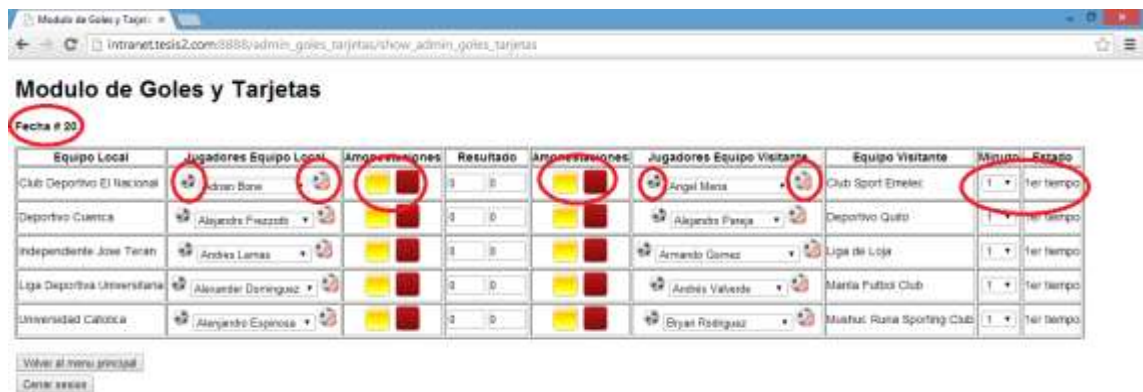 Modulo de Goles y Tarjet
intranet.tesis2.com:8888/admin_goles_tarjetas/show_admin_goles_tarjetas
Modulo de Goles y Tarjetas
Fecha # 20
Equipo Local Jugadores Equipo Local Amonestaciones Resultado Amonestaciones Jugadores Equipo Visitante Equipo Visitante Minuto Estado
Club Deportivo El Nacional Adrian Bone 0 0 Angel Mena Club Sport Emelec 1 1er tiempo
Deportivo Cuenca Alejandro Frezzotti 0 0 Alejandro Pareja Deportivo Quito 1 1er tiempo
Independiente Jose Teran Andres Lamas 0 0 Armando Gomez Liga de Loja 1 1er tiempo
Liga Deportiva Universitaria Alexander Dominguez 0 0 Andrés Valverde Manta Futbol Club 1 1er tiempo
Universidad Catolica Alenjandro Espinosa 0 0 Bryan Rodriguez Mushuc Runa Sporting Club 1 1er tiempo
Volver al menu principal
Cerrar sesion